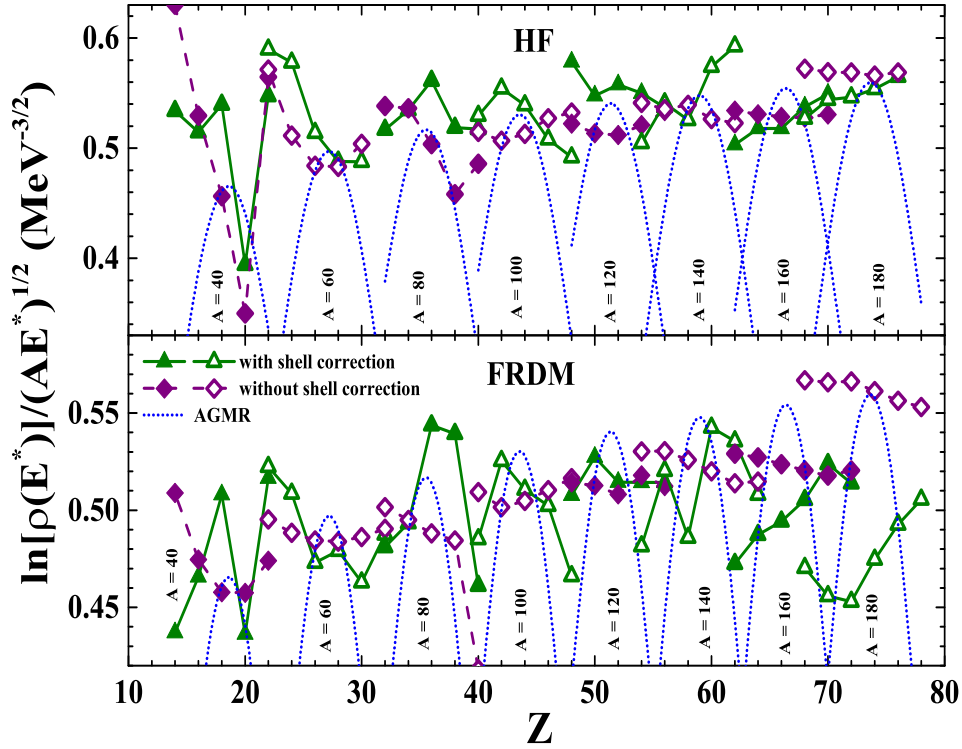 ln[ρ(E*)]/(AE*)^1/2 (MeV^-3/2)
HF
0.6
0.5
0.4
A = 40
A = 60
A = 80
A = 100
A = 120
A = 140
A = 160
A = 180
FRDM
with shell correction
without shell correction
AGMR
0.55
0.50
0.45
A = 40
A = 60
A = 80
A = 100
A = 120
A = 140
A = 160
A = 180
10 20 30 40 50 60 70 80
Z